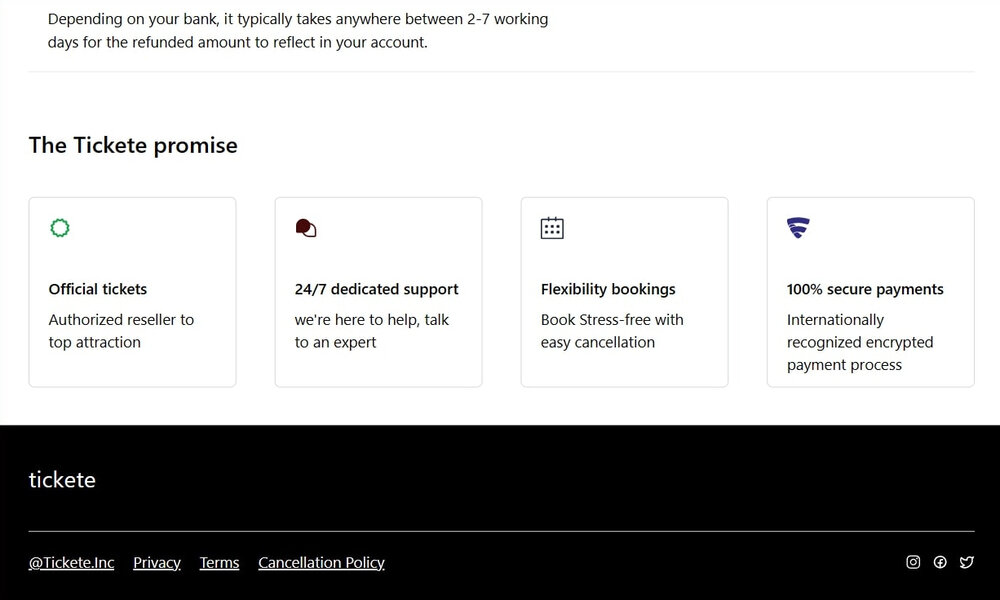 Depending on your bank, it typically takes anywhere between 2-7 working
days for the refunded amount to reflect in your account.
The Tickete promise
Official tickets
Authorized reseller to
top attraction
24/7 dedicated support
we're here to help, talk
to an expert
Flexibility bookings
Book Stress-free with
easy cancellation
100% secure payments
Internationally
recognized encrypted
payment process
tickete
@Tickete.Inc Privacy Terms Cancellation Policy